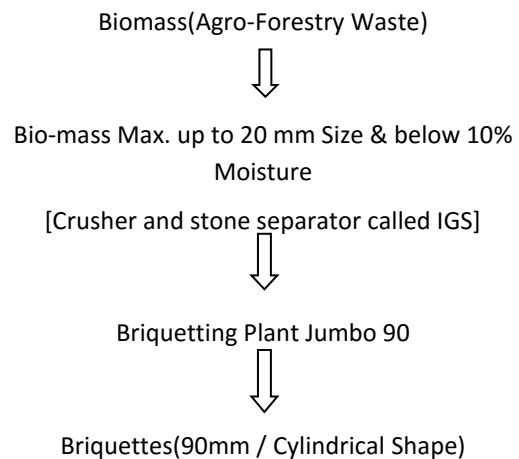 Biomass(Agro-Forestry Waste)
Bio-mass Max. up to 20 mm Size & below 10%
Moisture
[Crusher and stone separator called IGS]
Briquetting Plant Jumbo 90
Briquettes(90mm / Cylindrical Shape)